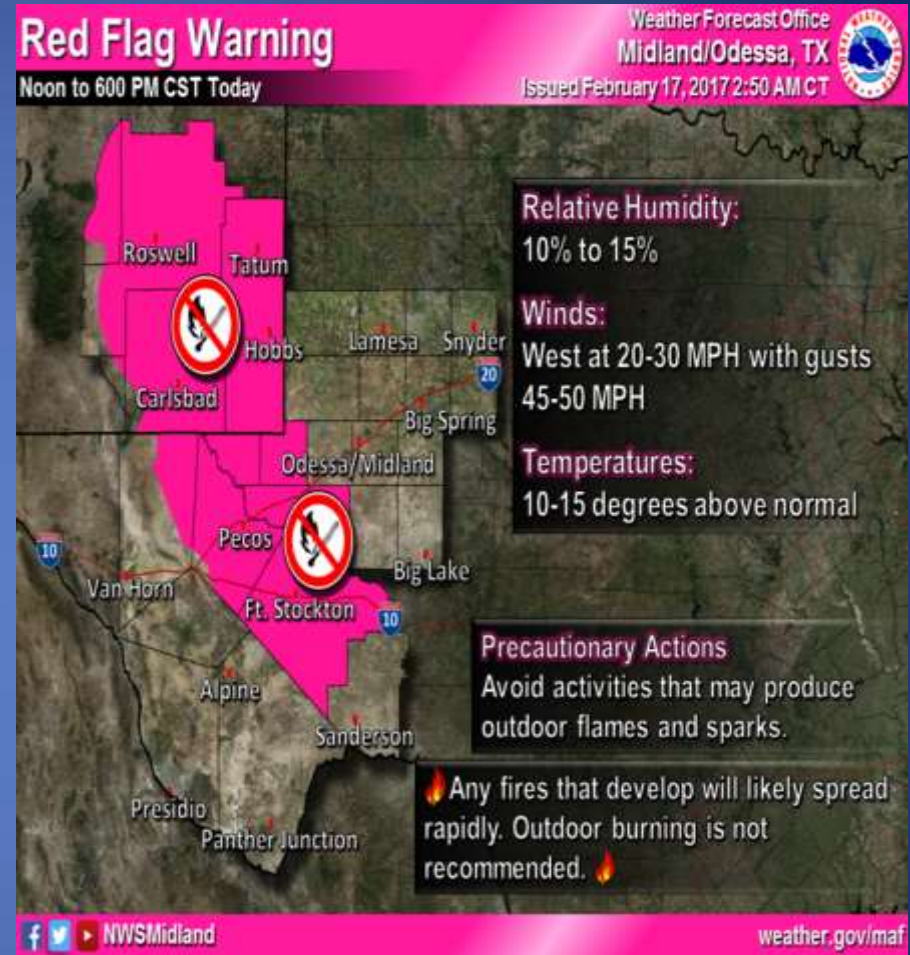 Red Flag Warning
Noon to 600 PM CST Today
Weather Forecast Office
Midland/Odessa, TX
Issued February 17, 2017 2:50 AM CT
Roswell
Tatum
Hobbs
Carlsbad
Lamesa
Snyder
20
Big Spring
Odessa/Midland
Pecos
10
Van Horn
Big Lake
Ft. Stockton
10
Alpine
Sanderson
Presidio
Panther Junction
Relative Humidity:
10% to 15%
Winds:
West at 20-30 MPH with gusts
45-50 MPH
Temperatures:
10-15 degrees above normal
Precautionary Actions
Avoid activities that may produce
outdoor flames and sparks.
Any fires that develop will likely spread
rapidly. Outdoor burning is not
recommended.
NWSMidland
weather.gov/maf